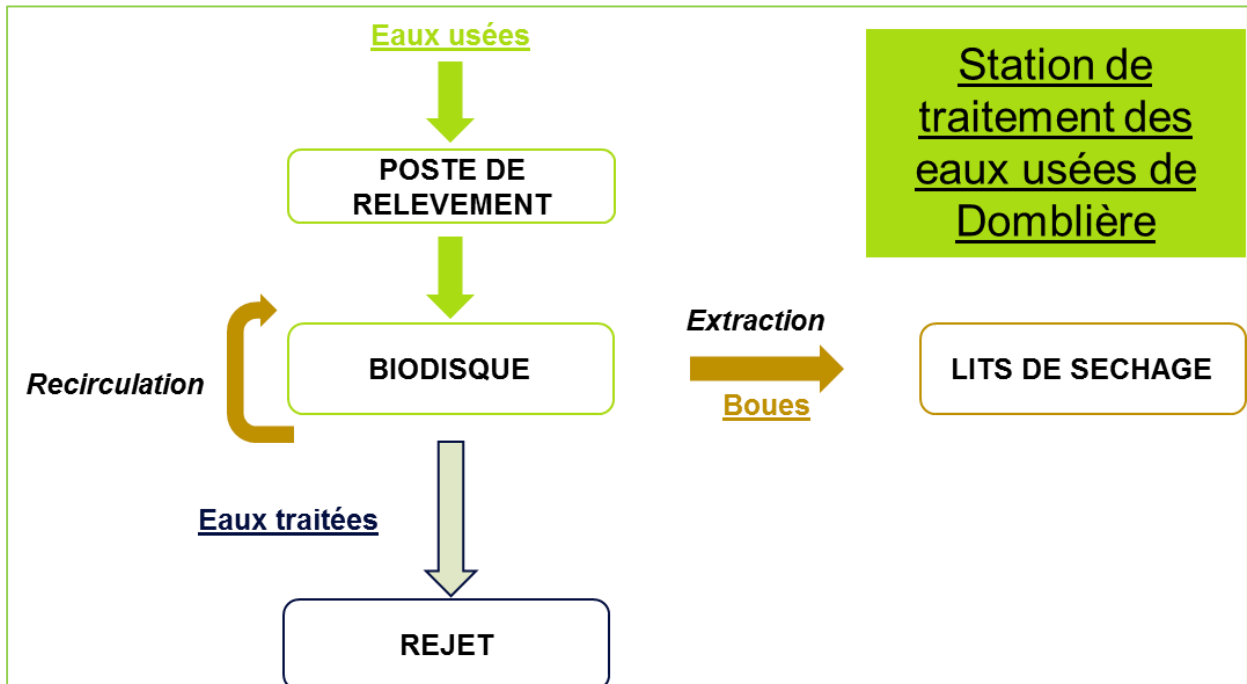 Eaux usées
Station de
traitement des
eaux usées de
Domblière
POSTE DE
RELEVEMENT
Recirculation
BIODISQUE
Extraction
Boues
LITS DE SECHAGE
Eaux traitées
REJET